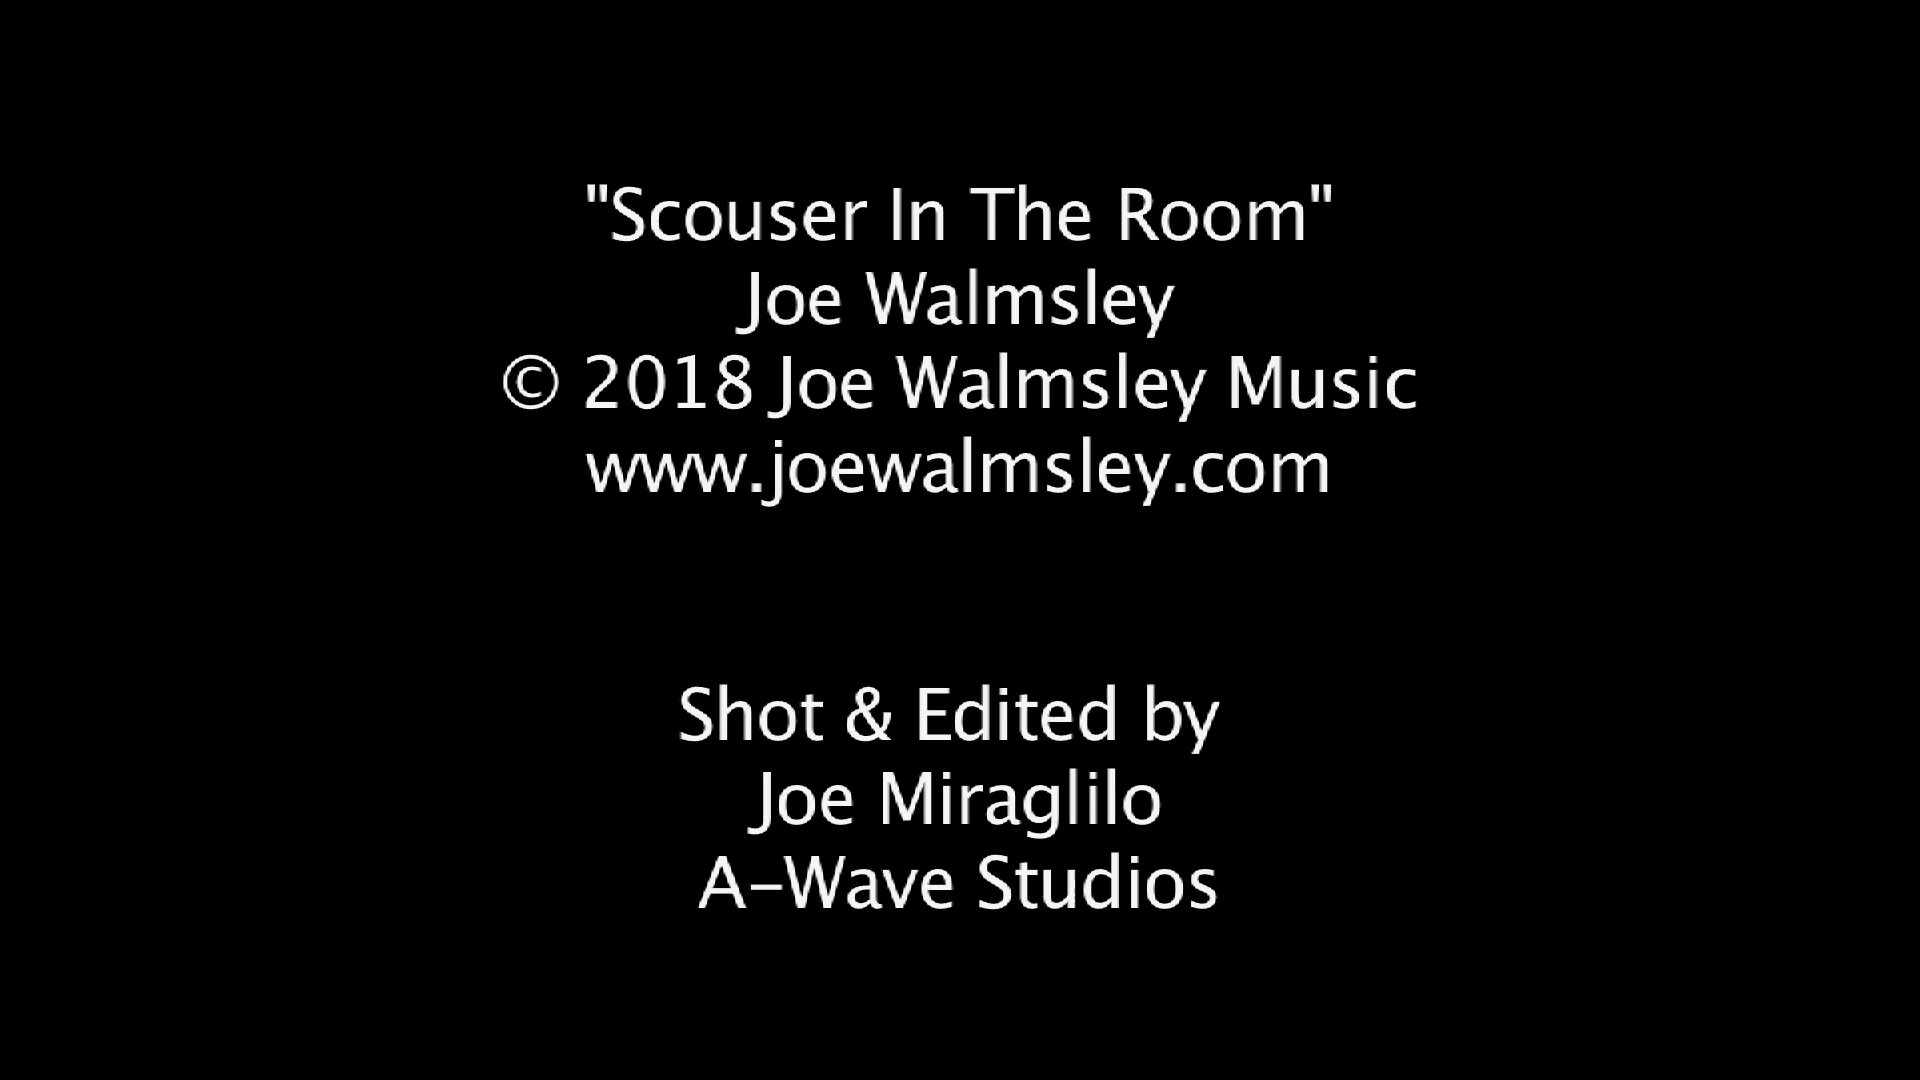 "Scouser In The Room"
Joe Walmsley
© 2018 Joe Walmsley Music
www.joewalmsley.com
Shot & Edited by
Joe Miraglilo
A-Wave Studios